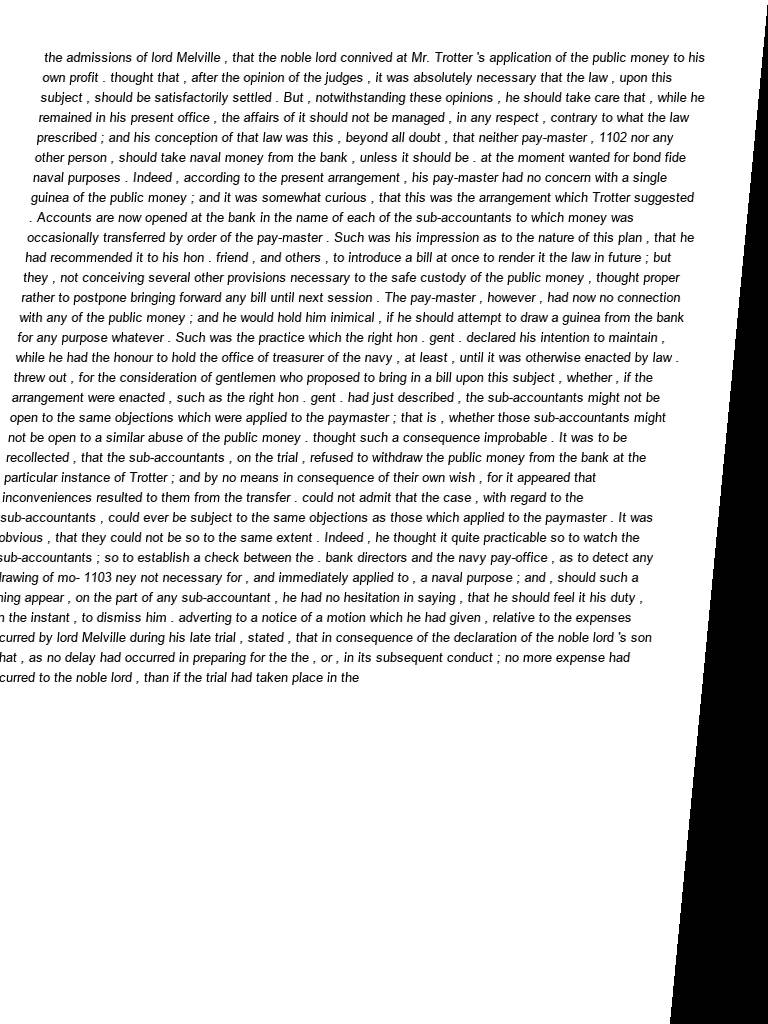 the admissions of lord Melville , that the noble lord connived at Mr. Trotter 's application of the public money to his
own profit . thought that , after the opinion of the judges , it was absolutely necessary that the law , upon this
subject , should be satisfactorily settled . But , notwithstanding these opinions , he should take care that , while he
remained in his present office , the affairs of it should not be managed , in any respect , contrary to what the law
prescribed ; and his conception of that law was this , beyond all doubt , that neither pay-master , 1102 nor any
other person , should take naval money from the bank , unless it should be . at the moment wanted for bond fide
naval purposes . Indeed , according to the present arrangement , his pay-master had no concern with a single
guinea of the public money ; and it was somewhat curious , that this was the arrangement which Trotter suggested
. Accounts are now opened at the bank in the name of each of the sub-accountants to which money was
occasionally transferred by order of the pay-master . Such was his impression as to the nature of this plan , that he
had recommended it to his hon . friend , and others , to introduce a bill at once to render it the law in future ; but
they , not conceiving several other provisions necessary to the safe custody of the public money , thought proper
rather to postpone bringing forward any bill until next session . The pay-master , however , had now no connection
with any of the public money ; and he would hold him inimical , if he should attempt to draw a guinea from the bank
for any purpose whatever . Such was the practice which the right hon . gent . declared his intention to maintain ,
while he had the honour to hold the office of treasurer of the navy , at least , until it was otherwise enacted by law .
threw out , for the consideration of gentlemen who proposed to bring in a bill upon this subject , whether , if the
arrangement were enacted , such as the right hon . gent . had just described , the sub-accountants might not be
open to the same objections which were applied to the paymaster ; that is , whether those sub-accountants might
not be open to a similar abuse of the public money . thought such a consequence improbable . It was to be
recollected , that the sub-accountants , on the trial , refused to withdraw the public money from the bank at the
particular instance of Trotter ; and by no means in consequence of their own wish , for it appeared that
inconveniences resulted to them from the transfer . could not admit that the case , with regard to the
sub-accountants , could ever be subject to the same objections as those which applied to the paymaster . It was
obvious , that they could not be so to the same extent . Indeed , he thought it quite practicable so to watch the
sub-accountants ; so to establish a check between the . bank directors and the navy pay-office , as to detect any
of mo- 1103 ney not necessary for , and immediately applied to , a naval purpose ; and , should such a
appear , on the part of any sub-accountant , he had no hesitation in saying , that he should feel it his duty ,
the instant , to dismiss him . adverting to a notice of a motion which he had given , relative to the expenses
by lord Melville during his late trial , stated , that in consequence of the declaration of the noble lord 's son
, as no delay had occurred in preparing for the the , or , in its subsequent conduct ; no more expense had
to the noble lord , than if the trial had taken place in the